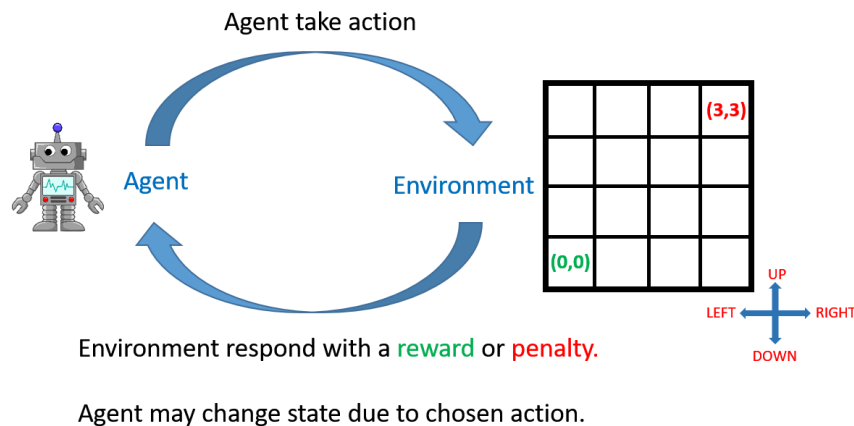 Agent take action
(3,3)
Agent
Environment
(0,0)
UP
LEFT
RIGHT
DOWN
Environment respond with a reward or penalty.
Agent may change state due to chosen action.